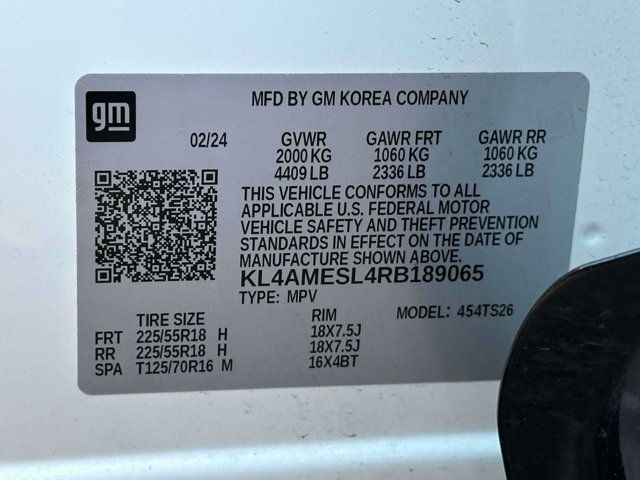 gm
MFD BY GM KOREA COMPANY
02/24 GVWR GAWR FRT GAWR RR
2000 KG 1060 KG 1060 KG
4409 LB 2336 LB 2336 LB
THIS VEHICLE CONFORMS TO ALL
APPLICABLE U.S. FEDERAL MOTOR
VEHICLE SAFETY AND THEFT PREVENTION
STANDARDS IN EFFECT ON THE DATE OF
MANUFACTURE SHOWN ABOVE.
KL4AMESL4RB189065
TYPE: MPV MODEL: 454TS26
TIRE SIZE RIM
FRT 225/55R18 H 18X7.5J
RR 225/55R18 H 18X7.5J
SPA T125/70R16 M 16X4BT